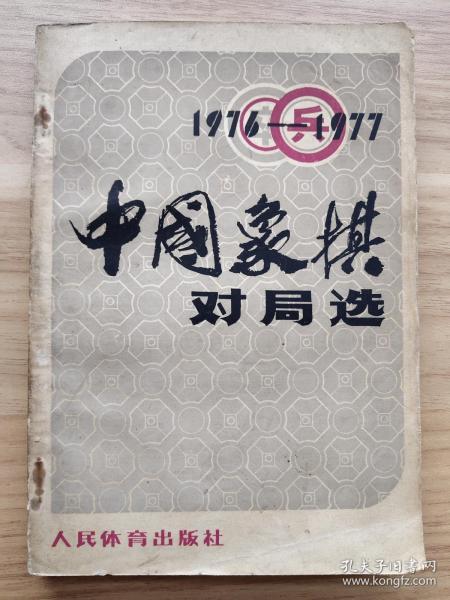 1976—1977
兵
中國象棋
对局选
人民体育出版社
孔夫子旧书网
www.kongfz.com